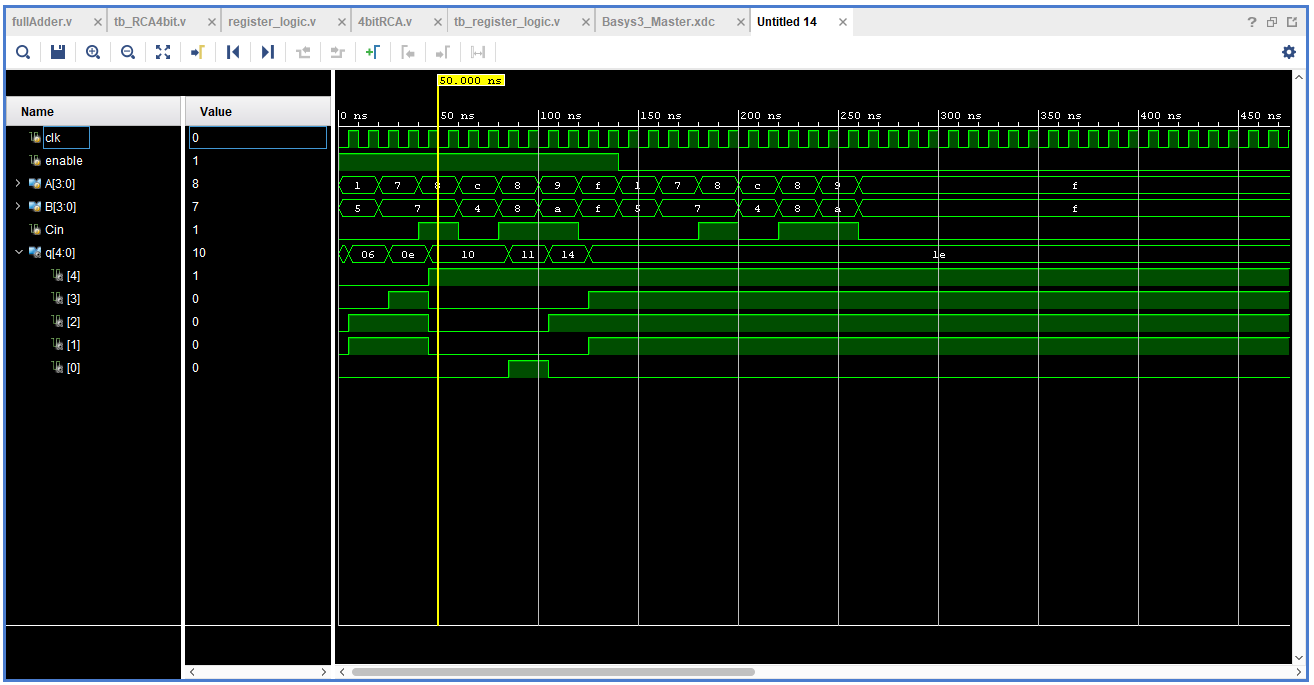 fullAdder.v tb_RCA4bit.v register_logic.v 4bitRCA.v tb_register_logic.v Basys3_Master.xdc Untitled 14
50.000 ns
Name Value
0 ns 50 ns 100 ns 150 ns 200 ns 250 ns 300 ns 350 ns 400 ns 450 ns
clk 0
enable 1
A[3:0] 8 1 7 8 c 8 9 f 1 7 8 c 8 9 f
B[3:0] 7 5 7 4 8 a f 5 7 4 8 a f
Cin 1
q[4:0] 10 06 0e 10 11 14 1e
[4] 1
[3] 0
[2] 0
[1] 0
[0] 0